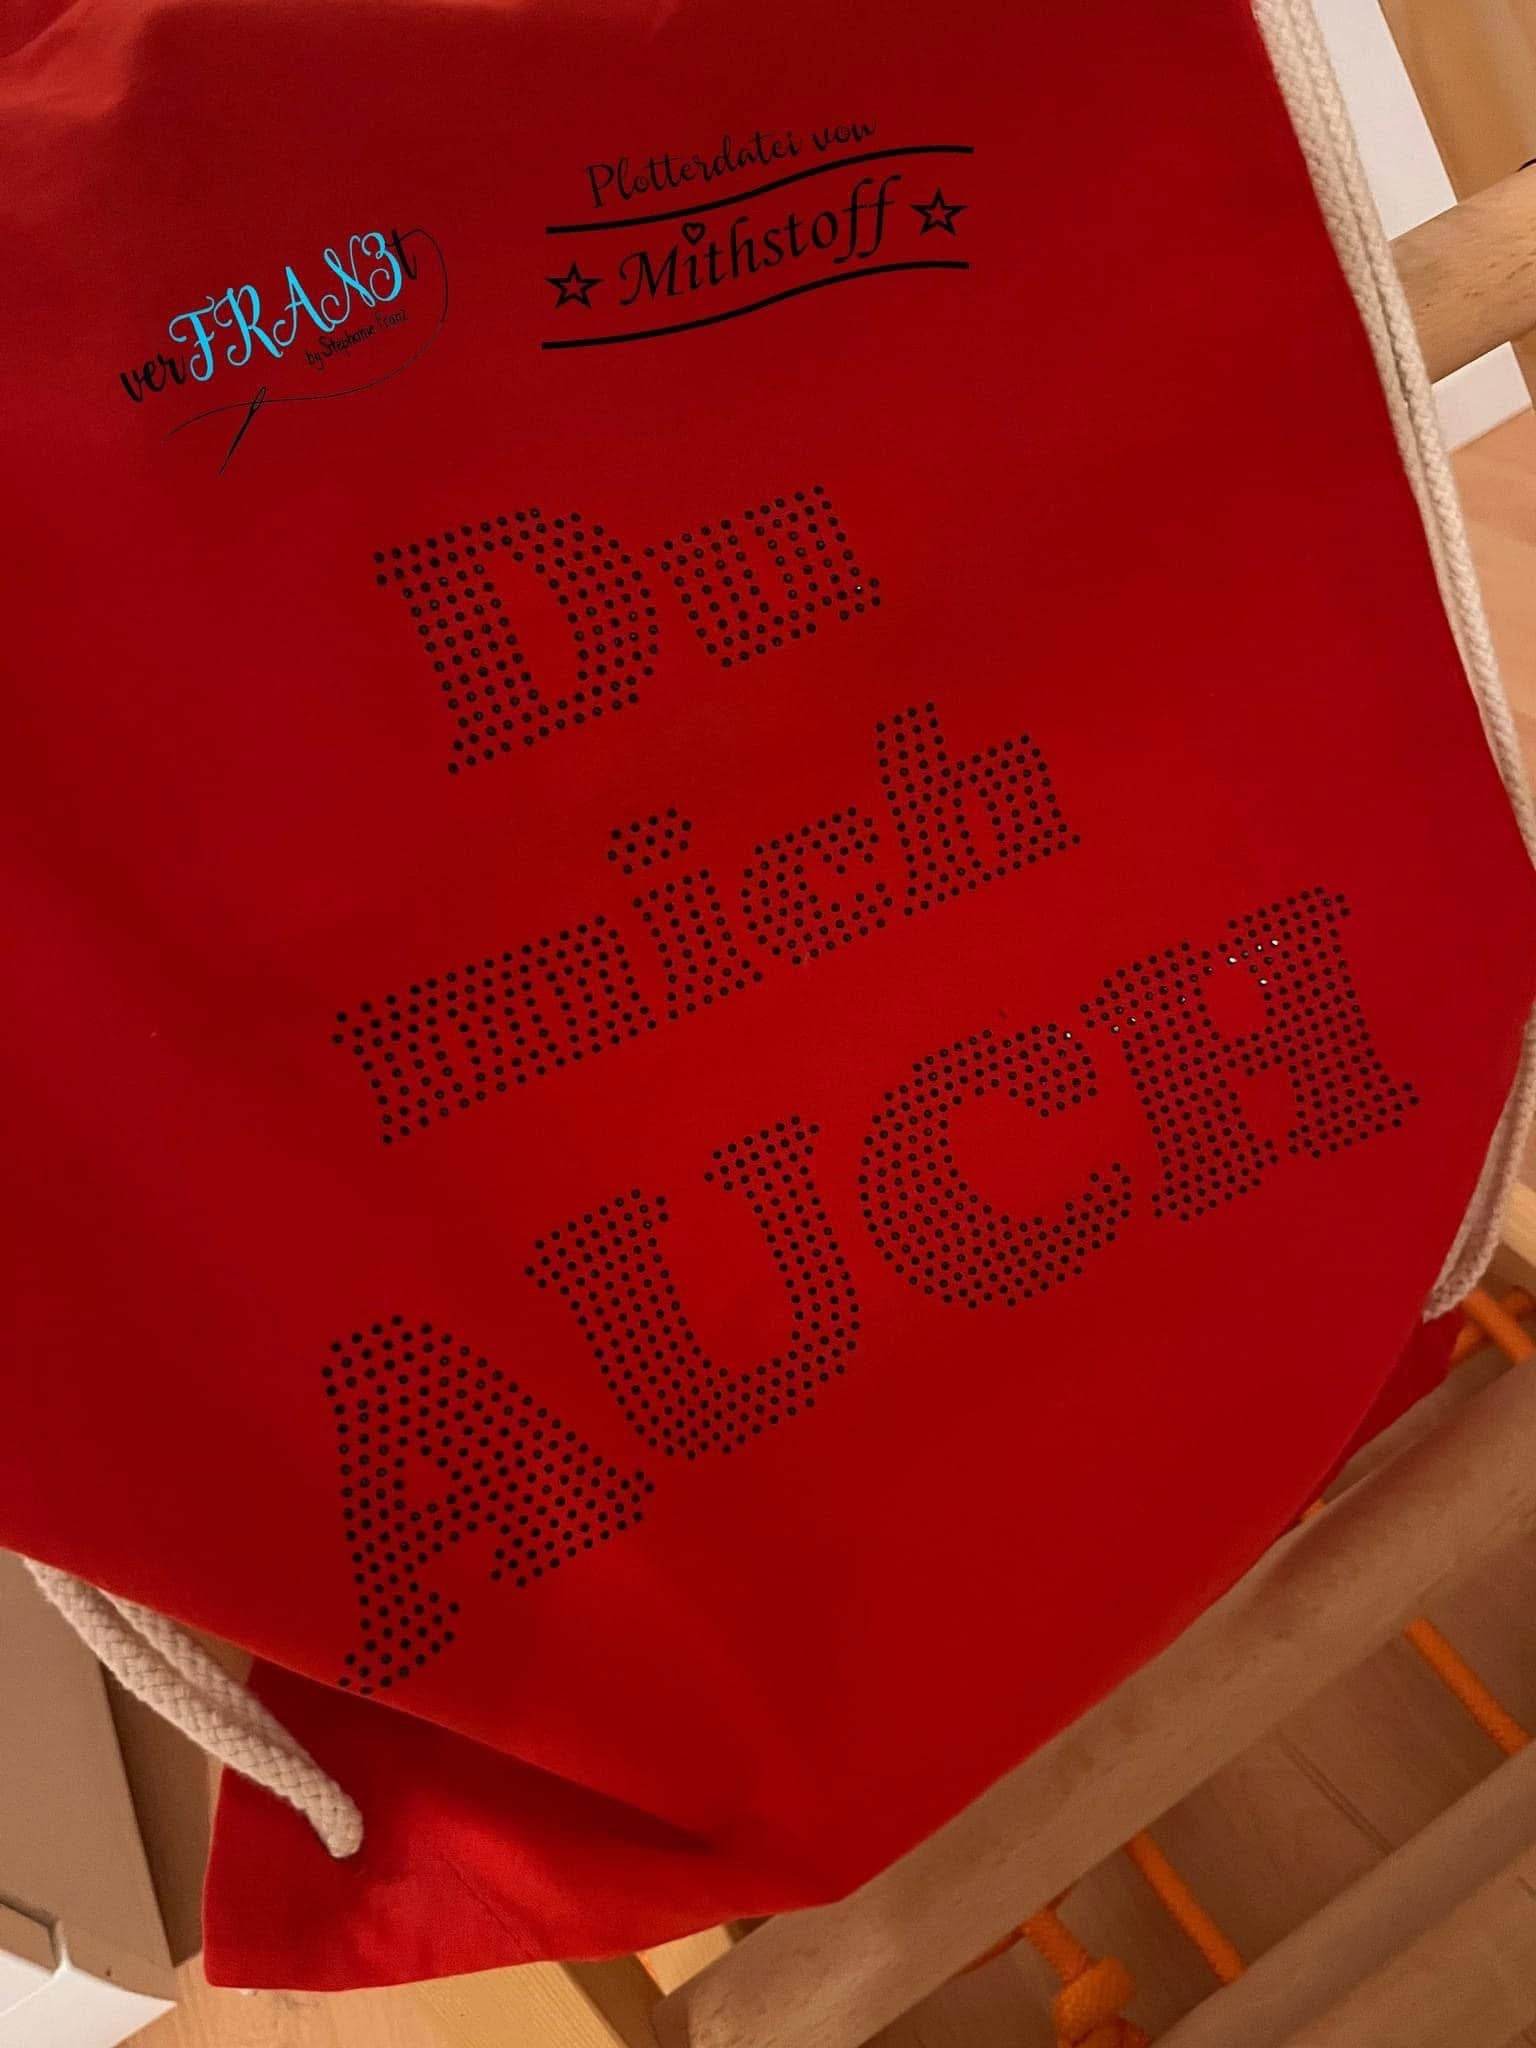 Plotterdatei von
Mithstoff
verFRAN3t
by Stephanie Franz
Du
mich
AUCH